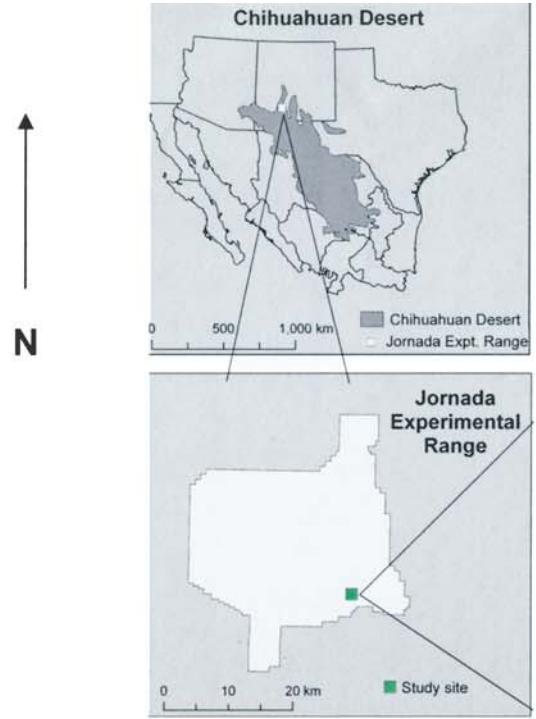 Chihuahuan Desert
N
0 500 1,000 km
Chihuahuan Desert
Jornada Expt. Range
Jornada
Experimental
Range
0 10 20 km
Study site